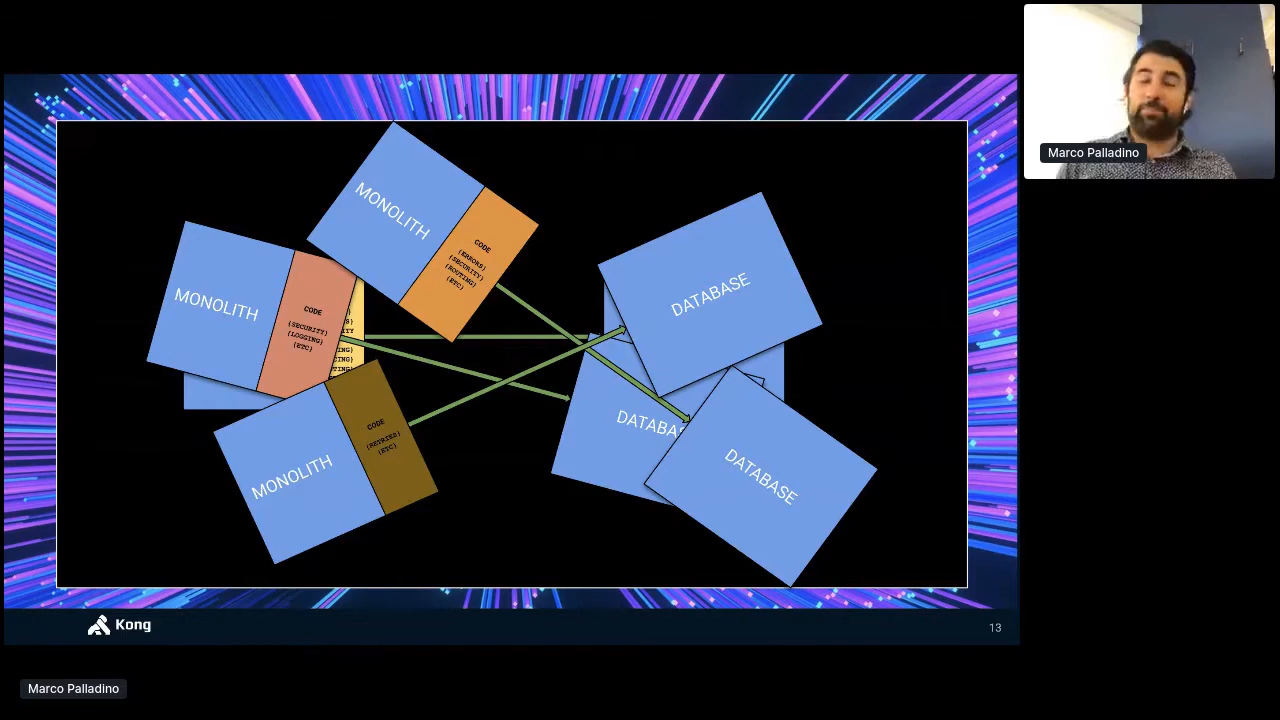 Marco Palladino
MONOLITH
CODE
(ERRORS)
(SECURITY)
(ROUTING)
(ETC)
MONOLITH
CODE
(SECURITY)
(LOGGING)
(ETC)
MONOLITH
CODE
(RETRIES)
(ETC)
DATABASE
DATABAS
DATABASE
Kong
13
Marco Palladino